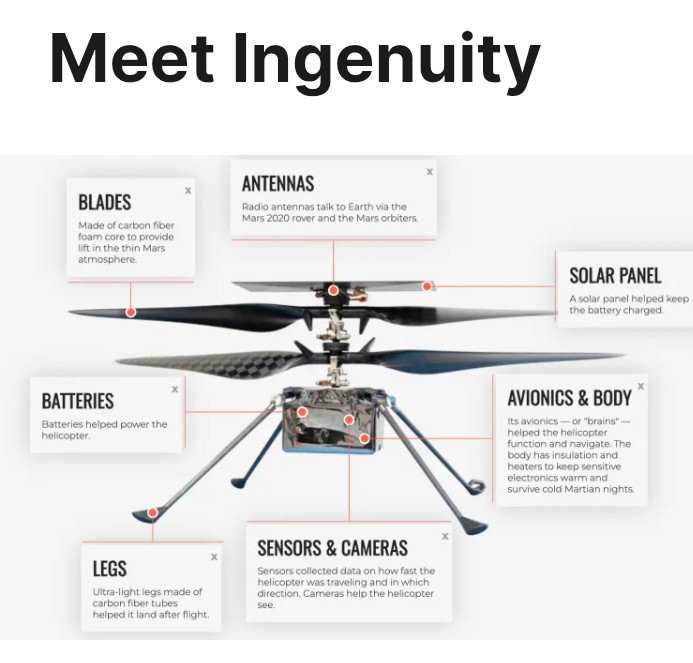 Meet Ingenuity
BLADES
x
Made of carbon fiber
foam core to provide
lift in the thin Mars
atmosphere.
ANTENNAS
x
Radio antennas talk to Earth via the
Mars 2020 rover and the Mars orbiters.
SOLAR PANEL
A solar panel helped keep
the battery charged.
BATTERIES
x
Batteries helped power the
helicopter.
AVIONICS & BODY
x
Its avionics — or "brains" —
helped the helicopter
function and navigate. The
body has insulation and
heaters to keep sensitive
electronics warm and
survive cold Martian nights.
LEGS
x
Ultra-light legs made of
carbon fiber tubes
helped it land after flight.
SENSORS & CAMERAS
x
Sensors collected data on how fast the
helicopter was traveling and in which
direction. Cameras help the helicopter
see.